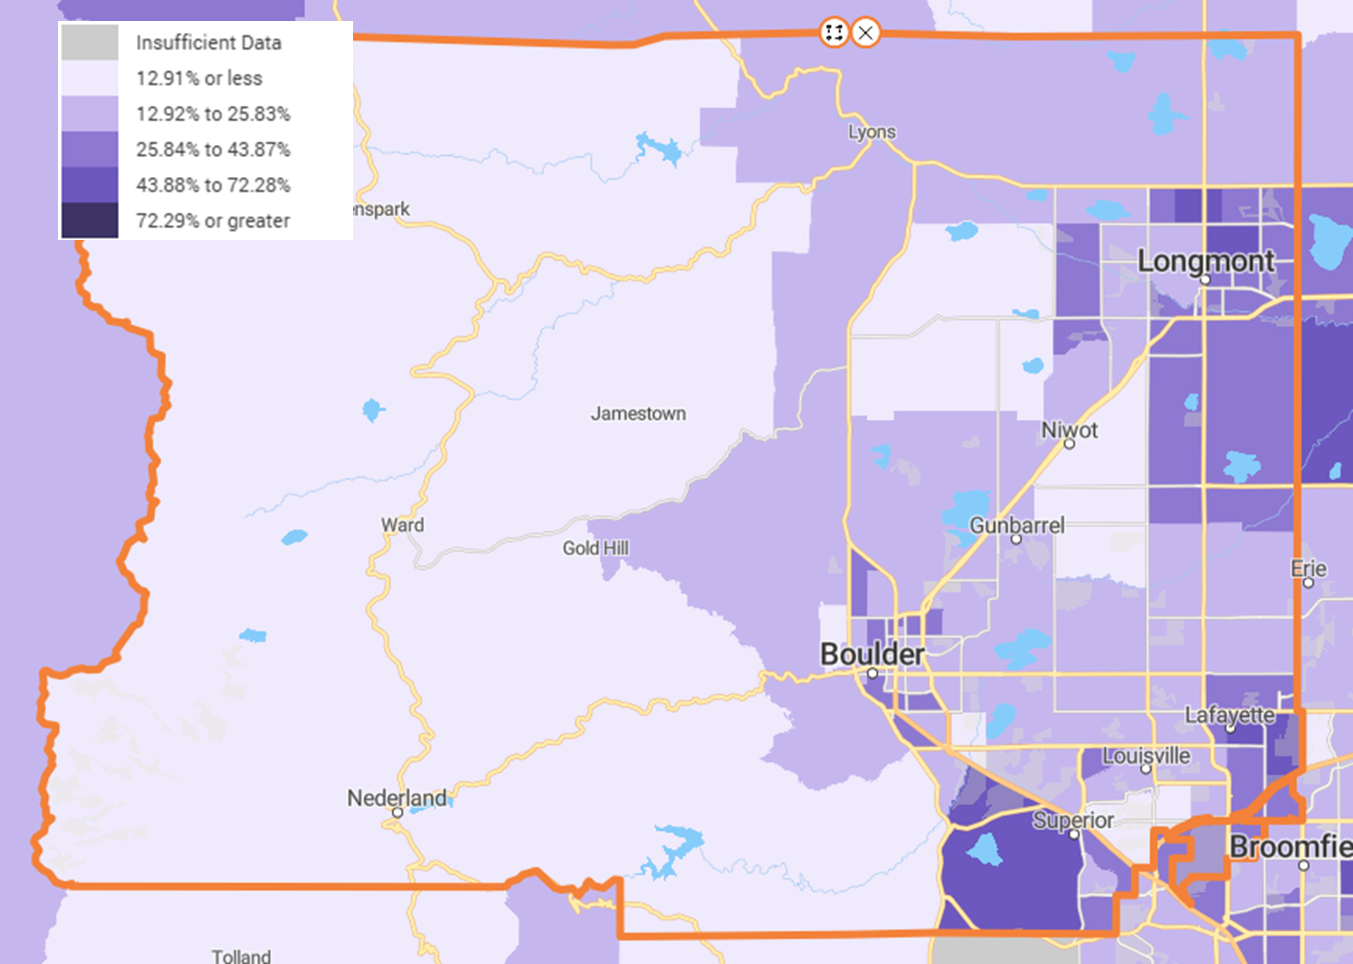 Insufficient Data
12.91% or less
12.92% to 25.83%
25.84% to 43.87%
43.88% to 72.28%
72.29% or greater
Lyons
enspark
Longmont
Jamestown
Niwot
Ward
Gunbarrel
Gold Hill
Erie
Boulder
Lafayette
Louisville
Nederland
Superior
Broomfie
Tolland